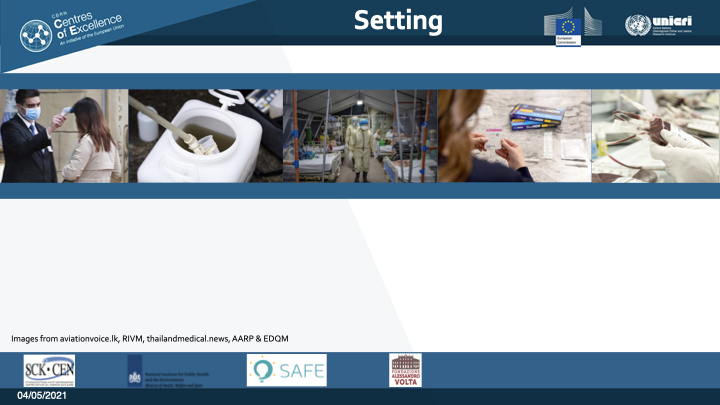 CBRN
Centres
of Excellence
An initiative of the European Union
Setting
European
Commission
unicri
United Nations
Interregional Crime and Justice
Research Institute
Images from aviationvoice.lk, RIVM, thailandmedical.news, AARP & EDQM
SCK•CEN
National Institute for Public Health
and the Environment
Ministry of Health, Welfare and Sport
SAFE
FONDAZIONE
ALESSANDRO
VOLTA
04/05/2021